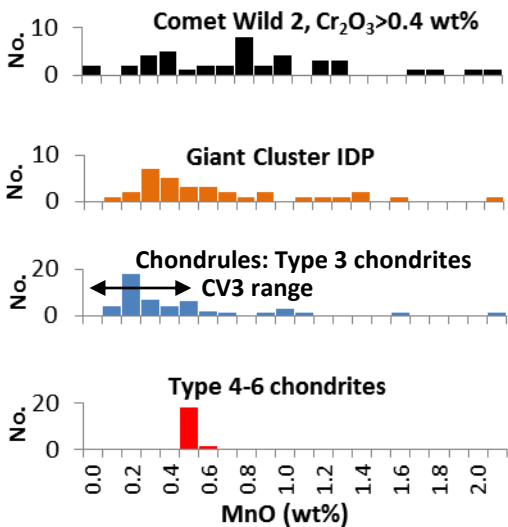 Comet Wild 2, Cr₂O₃>0.4 wt%
No.
10
0
Giant Cluster IDP
No.
10
0
Chondrules: Type 3 chondrites
CV3 range
No.
20
0
Type 4-6 chondrites
No.
20
0
0.0 0.2 0.4 0.6 0.8 1.0 1.2 1.4 1.6 1.8 2.0
MnO (wt%)